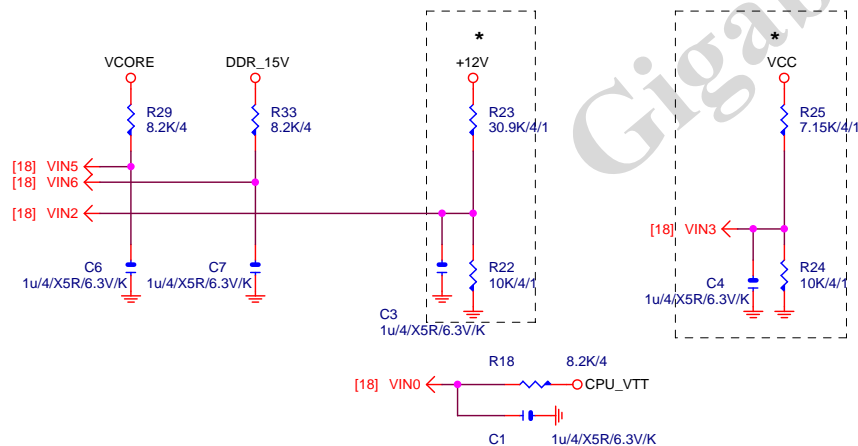 Gigab
*
*
VCORE
DDR_15V
+12V
VCC
R29
8.2K/4
R33
8.2K/4
R23
30.9K/4/1
R25
7.15K/4/1
[18] VIN5
[18] VIN6
[18] VIN2
[18] VIN3
C6
1u/4/X5R/6.3V/K
C7
1u/4/X5R/6.3V/K
R22
10K/4/1
C3
1u/4/X5R/6.3V/K
C4
1u/4/X5R/6.3V/K
R24
10K/4/1
R18
8.2K/4
[18] VIN0
CPU_VTT
C1
1u/4/X5R/6.3V/K